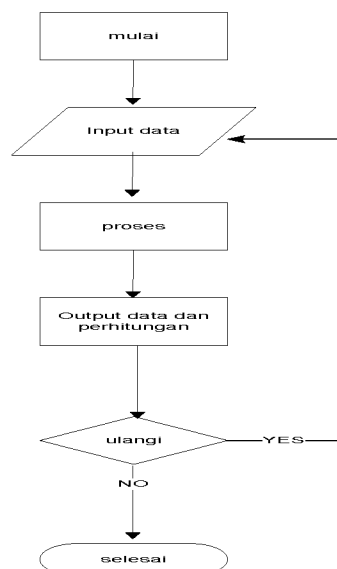 mulai
Input data
proses
Output data dan
perhitungan
ulangi
YES
NO
selesai